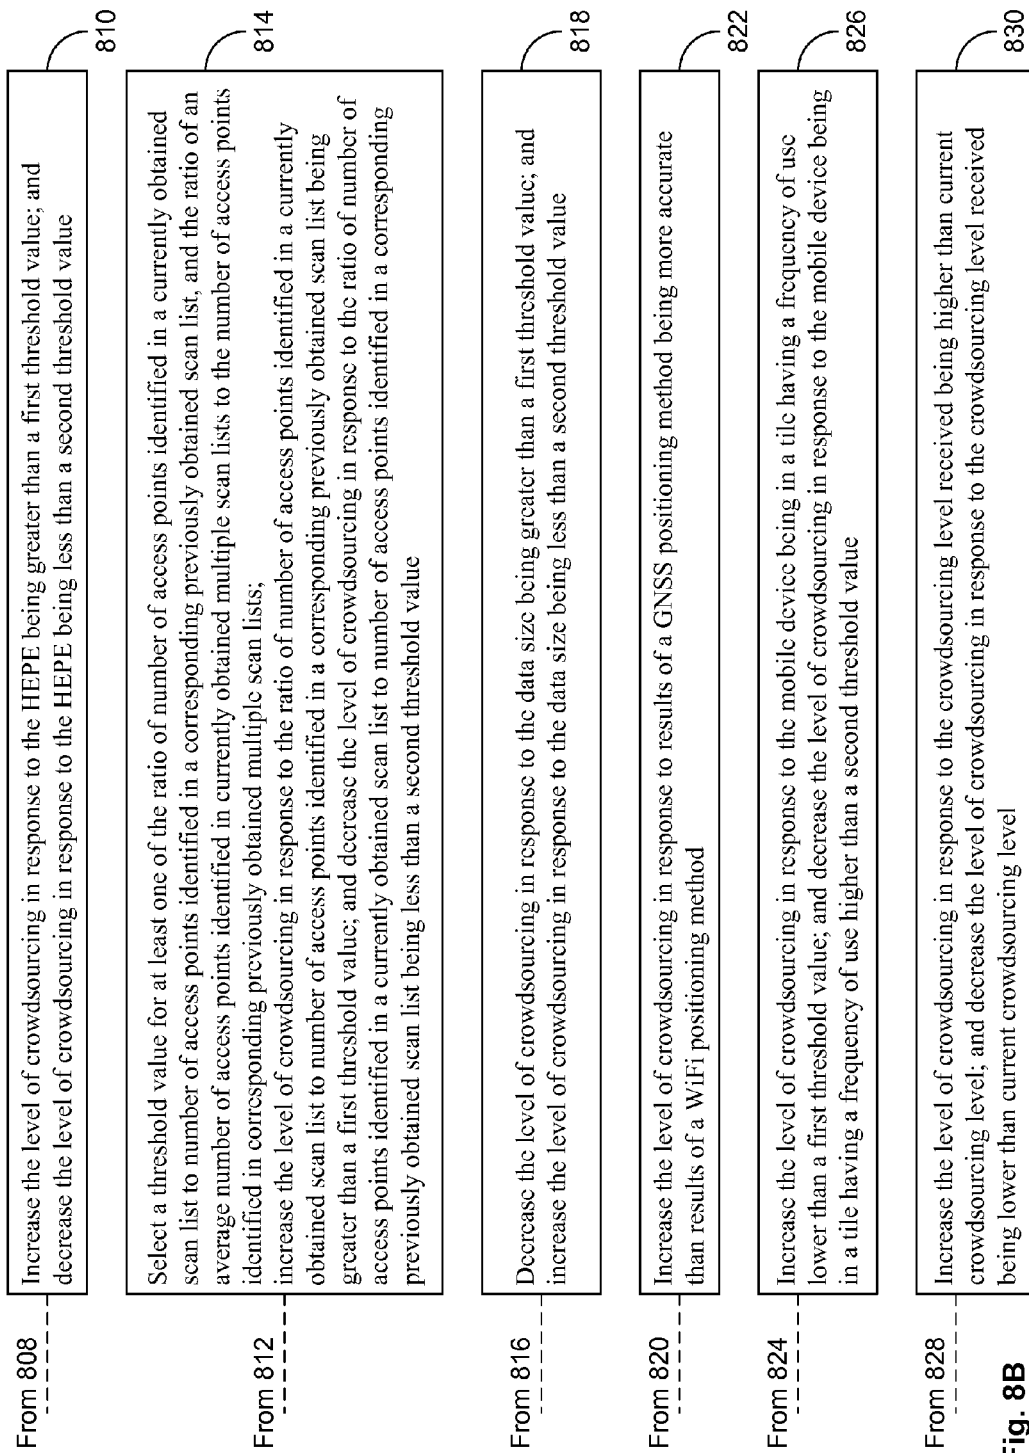 From 808
Increase the level of crowdsourcing in response to the HEPE being greater than a first threshold value; and
decrease the level of crowdsourcing in response to the HEPE being less than a second threshold value
810
From 812
Select a threshold value for at least one of the ratio of number of access points identified in a currently obtained
scan list to number of access points identified in a corresponding previously obtained scan list, and the ratio of an
average number of access points identified in currently obtained multiple scan lists to the number of access points
identified in corresponding previously obtained multiple scan lists;
increase the level of crowdsourcing in response to the ratio of number of access points identified in a currently
obtained scan list to number of access points identified in a corresponding previously obtained scan list being
greater than a first threshold value; and decrease the level of crowdsourcing in response to the ratio of number of
access points identified in a currently obtained scan list to number of access points identified in a corresponding
previously obtained scan list being less than a second threshold value
814
From 816
Decrease the level of crowdsourcing in response to the data size being greater than a first threshold value; and
increase the level of crowdsourcing in response to the data size being less than a second threshold value
818
From 820
Increase the level of crowdsourcing in response to results of a GNSS positioning method being more accurate
than results of a WiFi positioning method
822
From 824
Increase the level of crowdsourcing in response to the mobile device being in a tile having a frequency of use
lower than a first threshold value; and decrease the level of crowdsourcing in response to the mobile device being
in a tile having a frequency of use higher than a second threshold value
826
From 828
Increase the level of crowdsourcing in response to the crowdsourcing level received being higher than current
crowdsourcing level; and decrease the level of crowdsourcing in response to the crowdsourcing level received
being lower than current crowdsourcing level
830
Fig. 8B